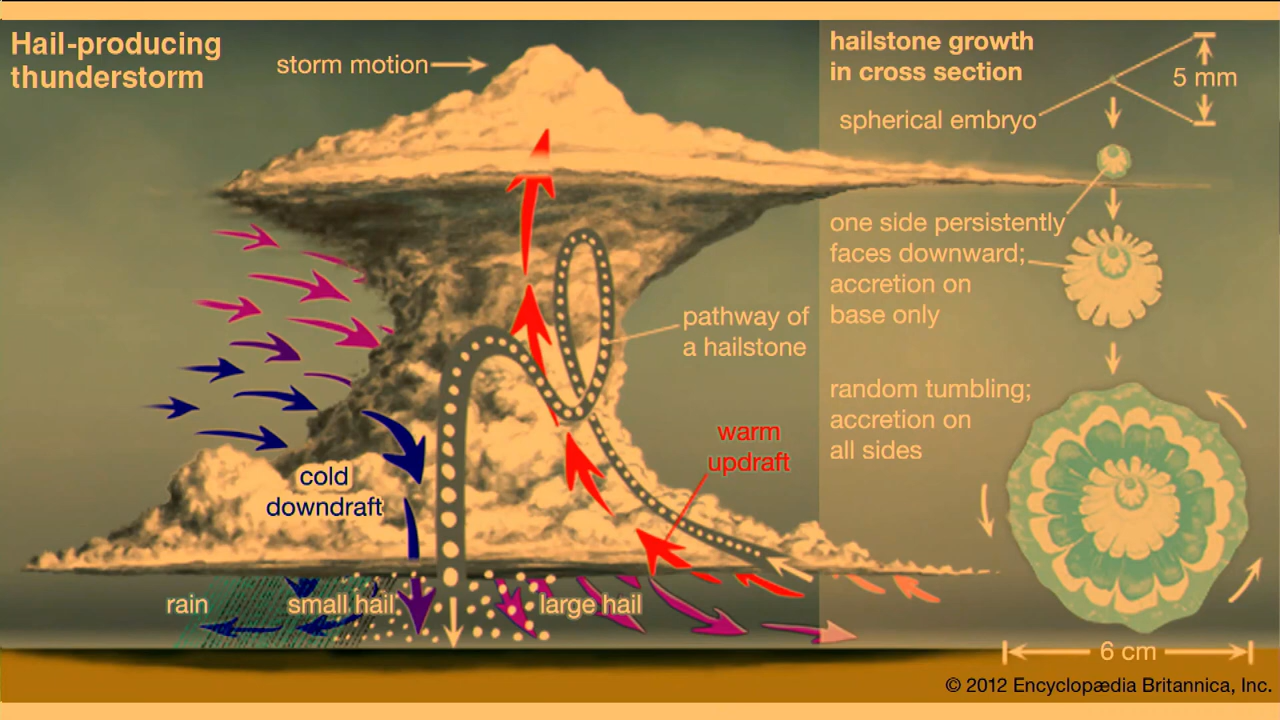 Hail-producing
thunderstorm
storm motion
pathway of
a hailstone
warm
updraft
cold
downdraft
rain
small hail
large hail
hailstone growth
in cross section
5 mm
spherical embryo
one side persistently
faces downward;
accretion on
base only
random tumbling;
accretion on
all sides
6 cm
© 2012 Encyclopædia Britannica, Inc.